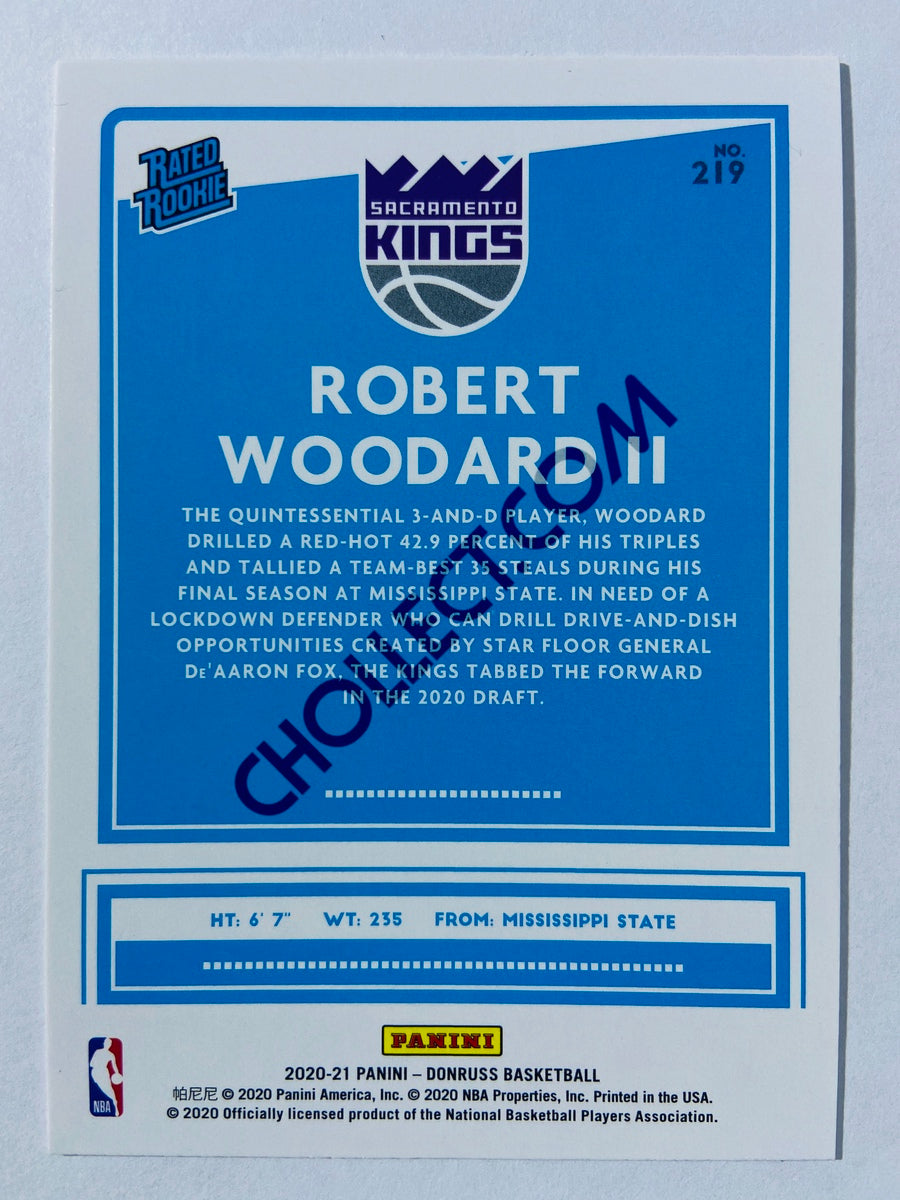 RATED
ROOKIE
NO.
219
SACRAMENTO
KINGS
ROBERT
WOODARD II
THE QUINTESSENTIAL 3-AND-D PLAYER, WOODARD
DRILLED A RED-HOT 42.9 PERCENT OF HIS TRIPLES
AND TALLIED A TEAM-BEST 35 STEALS DURING HIS
FINAL SEASON AT MISSISSIPPI STATE. IN NEED OF A
LOCKDOWN DEFENDER WHO CAN DRILL DRIVE-AND-DISH
OPPORTUNITIES CREATED BY STAR FLOOR GENERAL
De'AARON FOX, THE KINGS TABBED THE FORWARD
IN THE 2020 DRAFT.
CHOLLECT.COM
HT: 6' 7" WT: 235 FROM: MISSISSIPPI STATE
PANINI
2020-21 PANINI – DONRUSS BASKETBALL
帕尼尼 © 2020 Panini America, Inc. © 2020 NBA Properties, Inc. Printed in the USA.
© 2020 Officially licensed product of the National Basketball Players Association.
NBA